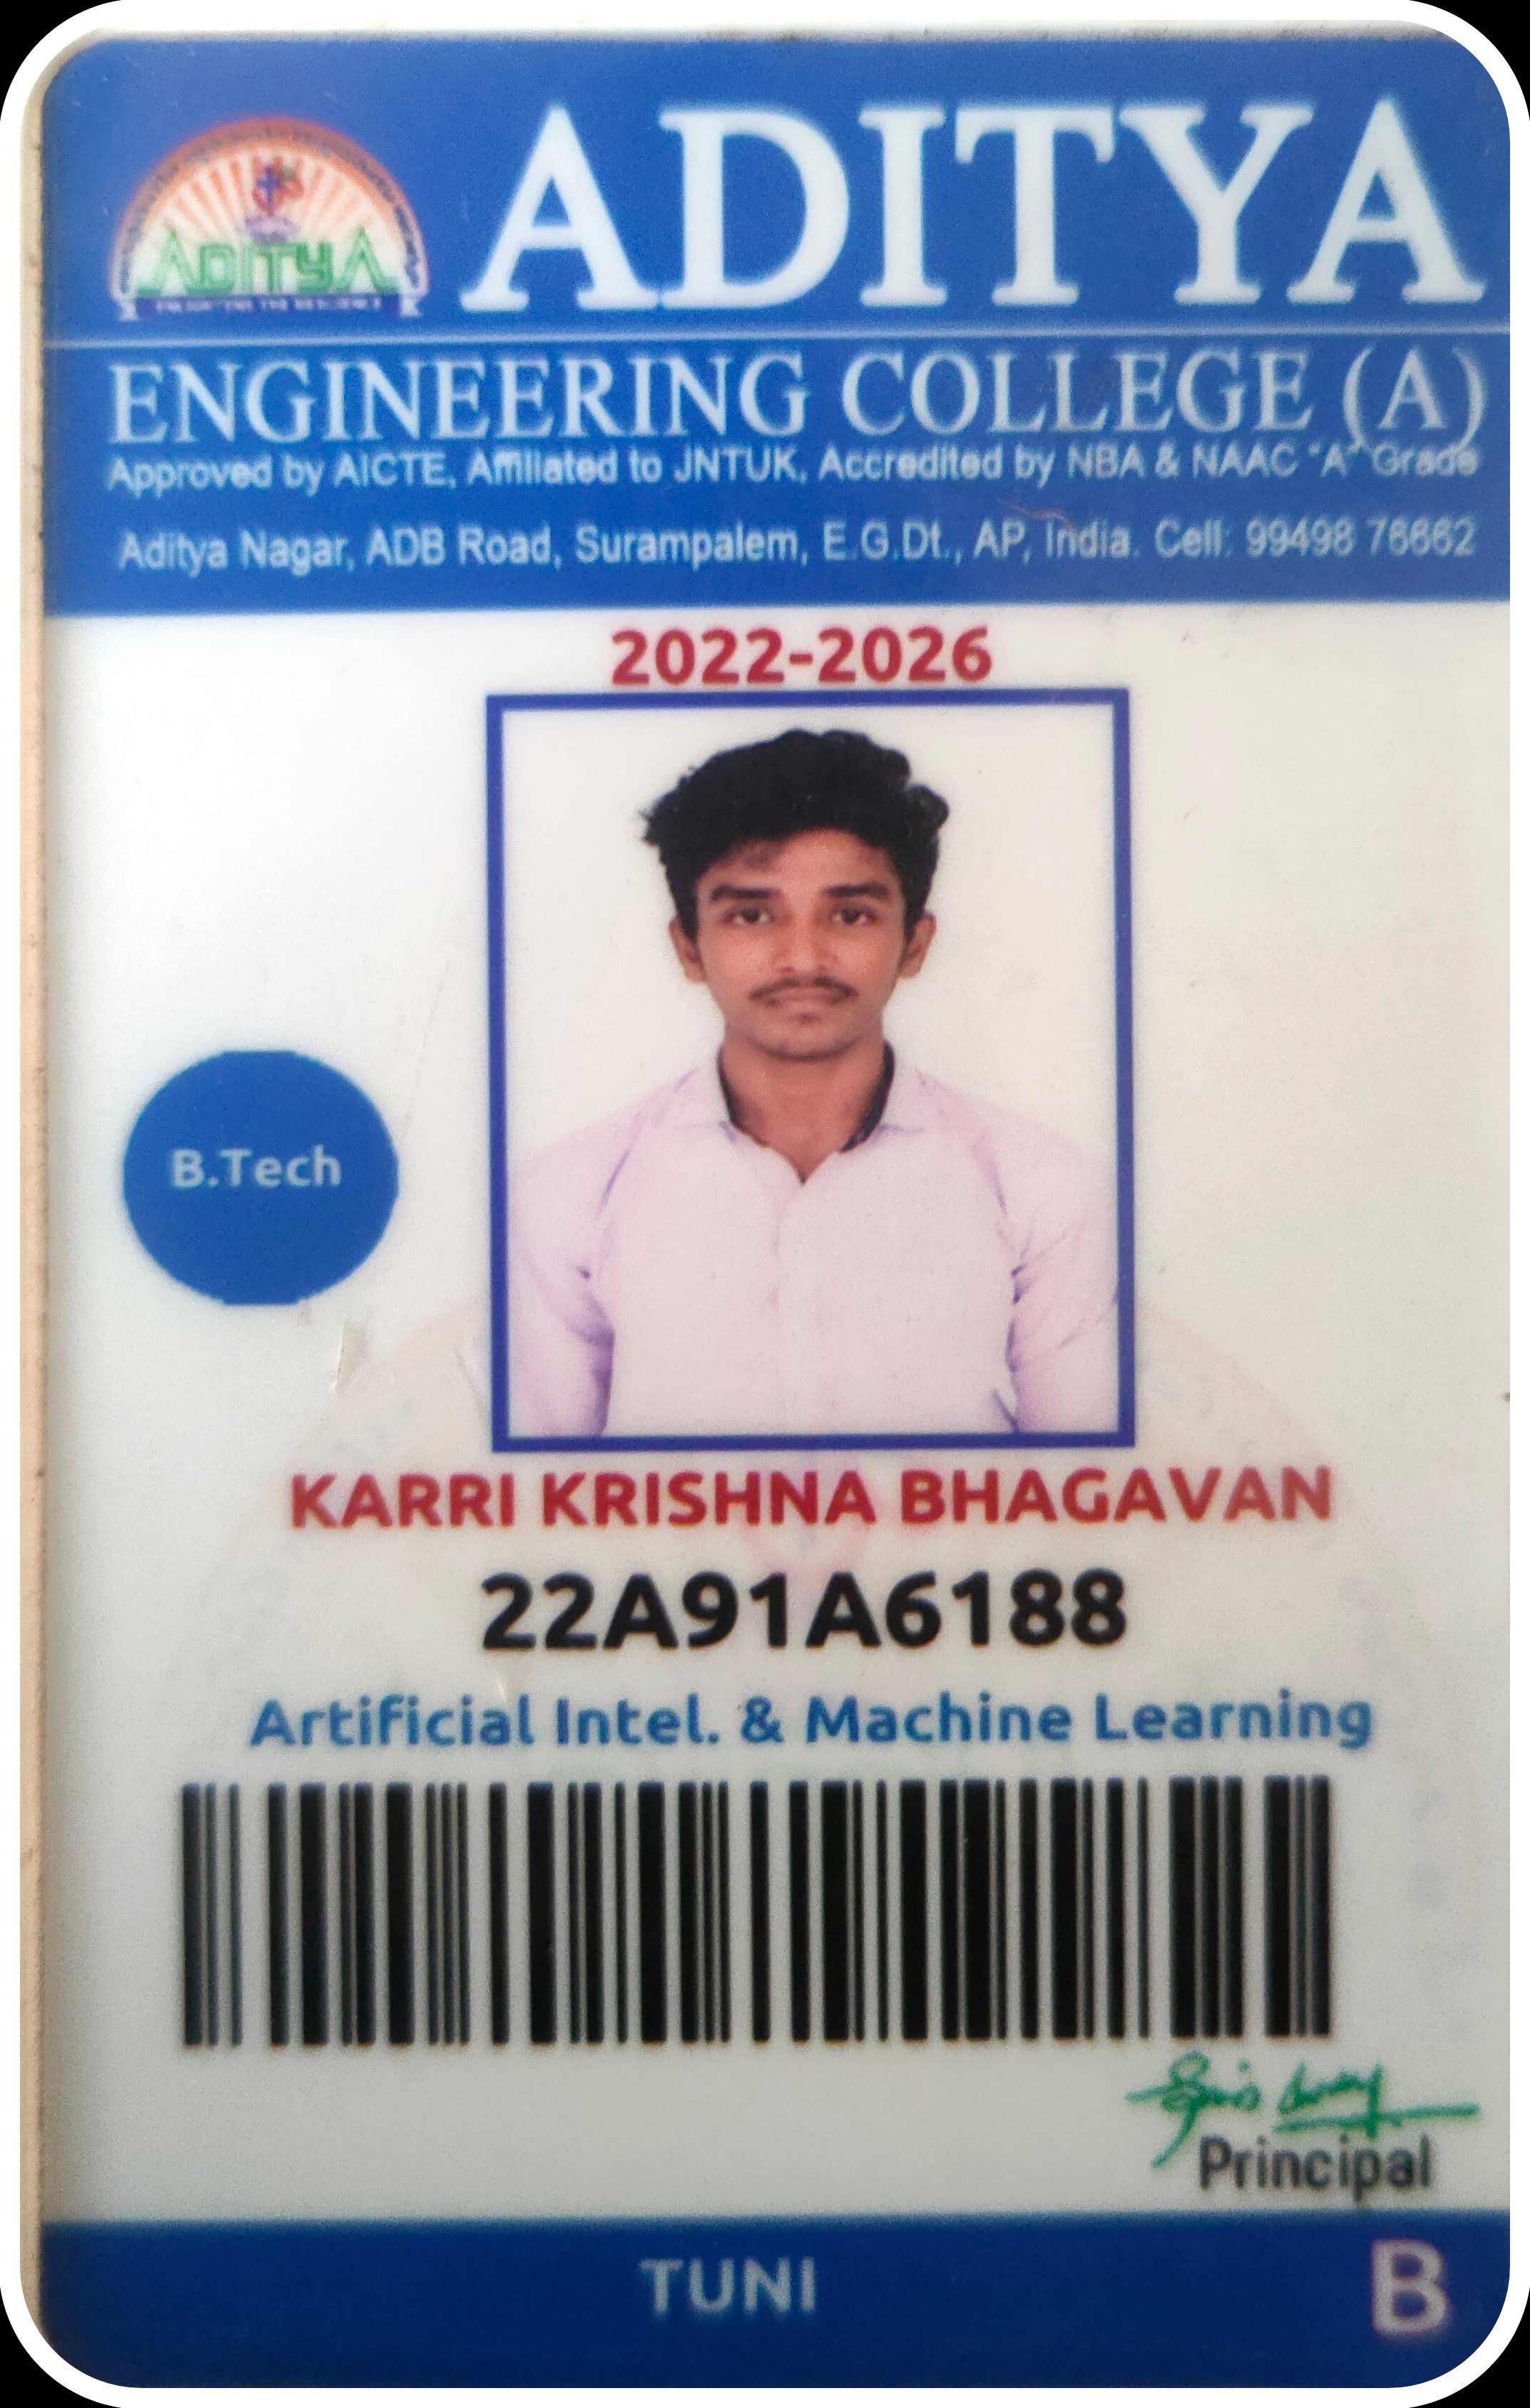 ADITYA
ADITYA
ENGINEERING COLLEGE (A)
Approved by AICTE, Affiliated to JNTUK, Accredited by NBA & NAAC "A" Grade
Aditya Nagar, ADB Road, Surampalem, E.G.Dt., AP, India. Cell: 99498 76662
2022-2026
B.Tech
KARRI KRISHNA BHAGAVAN
22A91A6188
Artificial Intel. & Machine Learning
Principal
TUNI
B